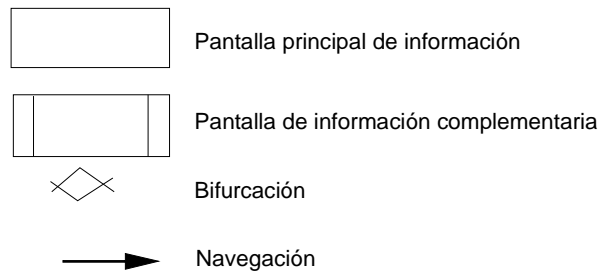 Pantalla principal de información
Pantalla de información complementaria
Bifurcación
Navegación